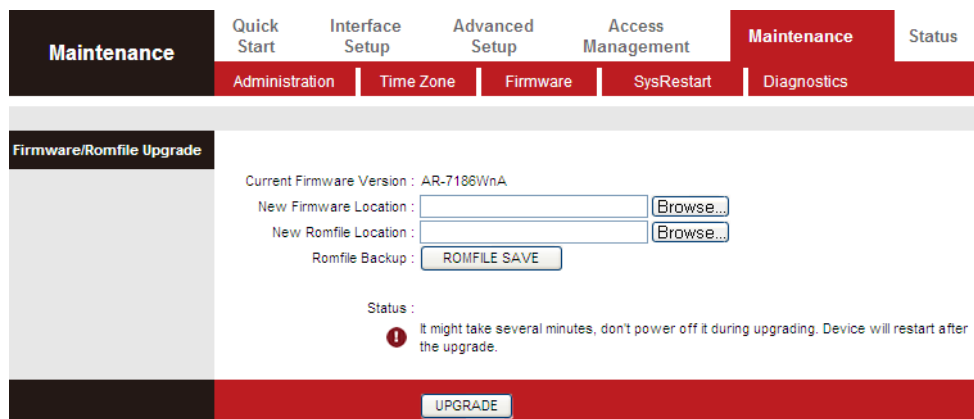 Maintenance
Quick Start
Interface Setup
Advanced Setup
Access Management
Maintenance
Status
Administration
Time Zone
Firmware
SysRestart
Diagnostics
Firmware/Romfile Upgrade
Current Firmware Version : AR-7186WnA
New Firmware Location : Browse...
New Romfile Location : Browse...
Romfile Backup : ROMFILE SAVE
Status :
It might take several minutes, don't power off it during upgrading. Device will restart after
the upgrade.
UPGRADE